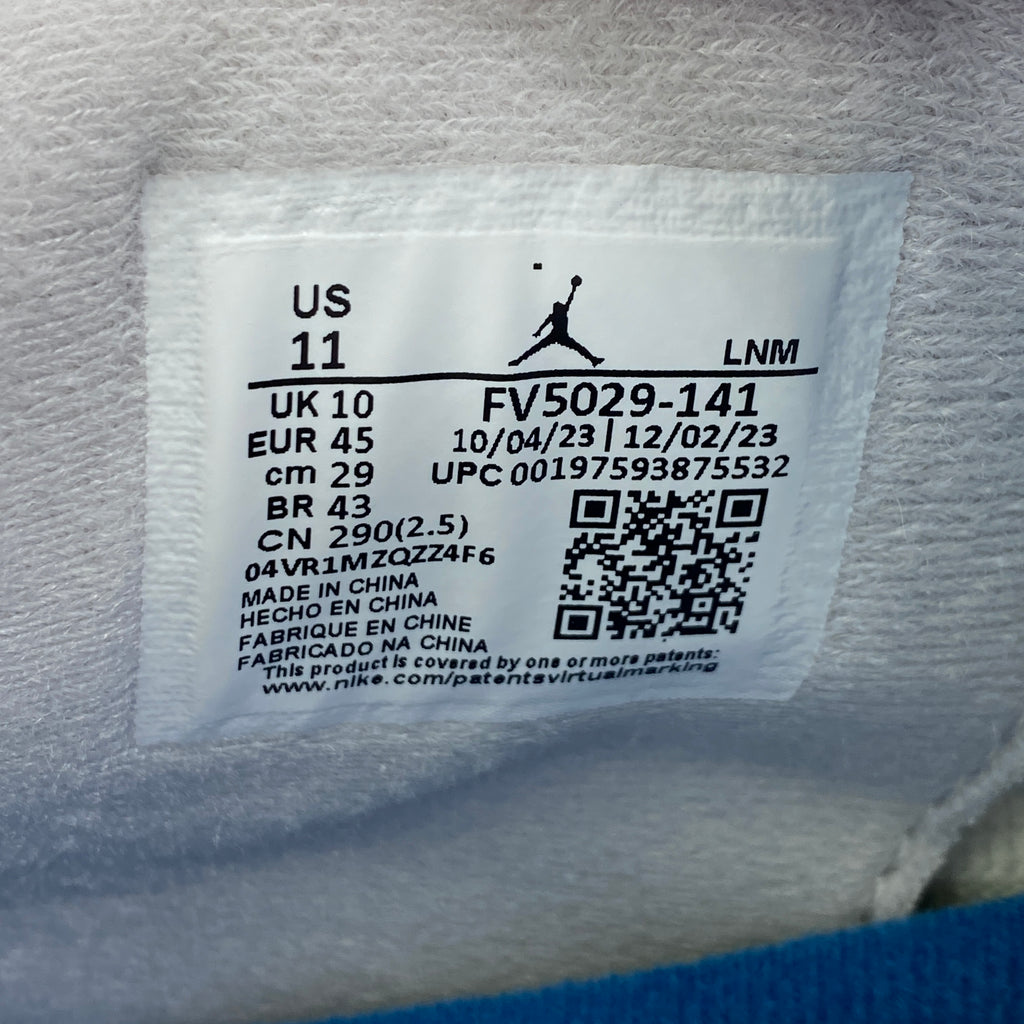 US
11
LNM
UK 10
EUR 45
cm 29
BR 43
CN 290(2.5)
04VR1MZQZZ4F6
MADE IN CHINA
HECHO EN CHINA
FABRIQUE EN CHINE
FABRICADO NA CHINA
FV5029-141
10/04/23 | 12/02/23
UPC 00197593875532
This product is covered by one or more patents:
www.nike.com/patentsvirtualmarking